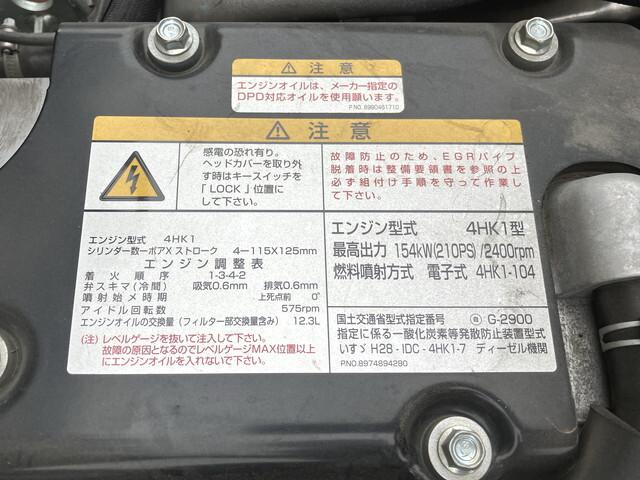 注意
エンジンオイルは、メーカー指定の
DPD対応オイルを使用願います。
P.NO.8980461710
注意
感電の恐れ有り。
ヘッドカバーを取り外
す時はキースイッチを
「LOCK」位置に
して下さい。
故障防止のため、EGRパイプ
脱着時は整備要領書を参照の上
必ず組付け手順を守って作業し
て下さい。
エンジン型式 4HK1
シリンダー数−ボアX ストローク 4−115X125mm
エンジン調整表
着火順序 1-3-4-2
弁スキマ(冷間) 吸気0.6mm 排気0.6mm
噴射始メ時期 上死点前 0°
アイドル回転数 575rpm
エンジンオイルの交換量(フィルター部交換量含み) 12.3L
(注)レベルゲージを抜いて注入して下さい。
故障の原因となるのでレベルゲージMAX位置以上
にエンジンオイルを入れないで下さい。
エンジン型式 4HK1型
最高出力 154kW(210PS)/2400rpm
燃料噴射方式 電子式 4HK1-104
国土交通省型式指定番号 G-2900
指定に係る一酸化炭素等発散防止装置型式
いすゞ H28-IDC-4HK1-7 ディーゼル機関
P.NO.8974894280